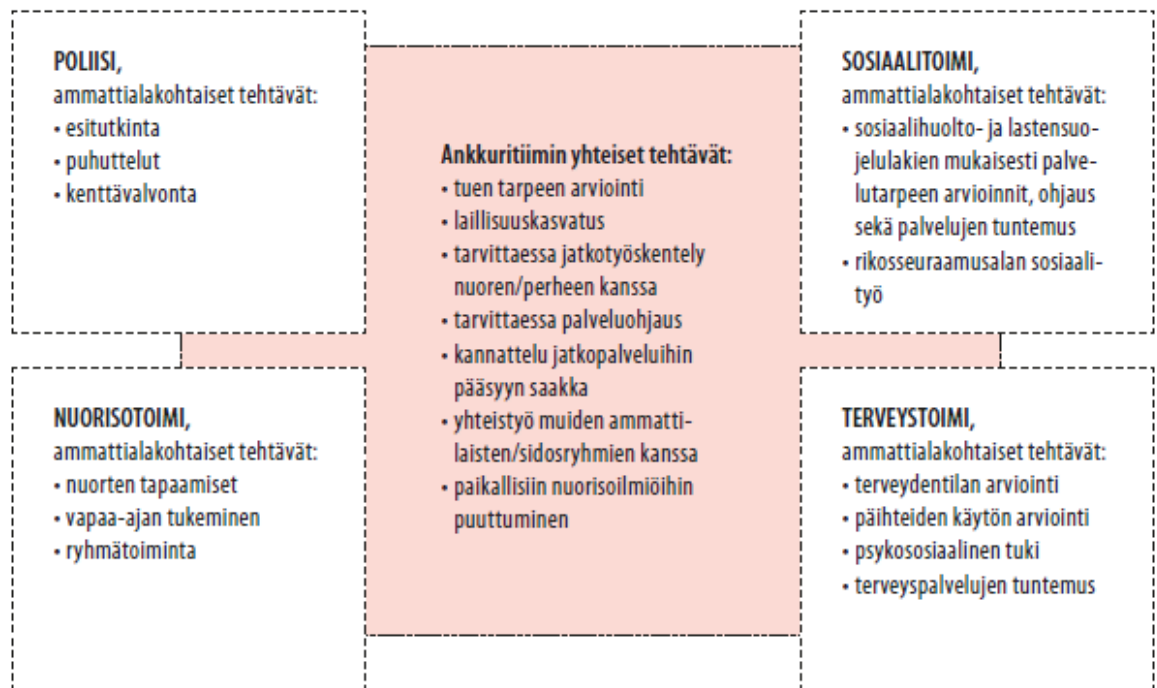 POLIISI,
ammattialakohtaiset tehtävät:
• esitutkinta
• puhuttelut
• kenttävalvonta
Ankkuritiimin yhteiset tehtävät:
• tuen tarpeen arviointi
• laillisuuskasvatus
• tarvittaessa jatkotyöskentely
nuoren/perheen kanssa
• tarvittaessa palveluohjaus
• kannattelu jatkopalveluihin
pääsyyn saakka
• yhteistyö muiden ammatti-
laisten/sidosryhmien kanssa
• paikallisiin nuorisoilmiöihin
puuttuminen
SOSIAALITOIMI,
ammattialakohtaiset tehtävät:
• sosiaalihuolto- ja lastensuo-
jelulakien mukaisesti palve-
lutarpeen arvioinnit, ohjaus
sekä palvelujen tuntemus
• rikosseuraamusalan sosiaali-
työ
NUORISOTOIMI,
ammattialakohtaiset tehtävät:
• nuorten tapaamiset
• vapaa-ajan tukeminen
• ryhmätoiminta
TERVEYSTOIMI,
ammattialakohtaiset tehtävät:
• terveydentilan arviointi
• päihteiden käytön arviointi
• psykososiaalinen tuki
• terveyspalvelujen tuntemus